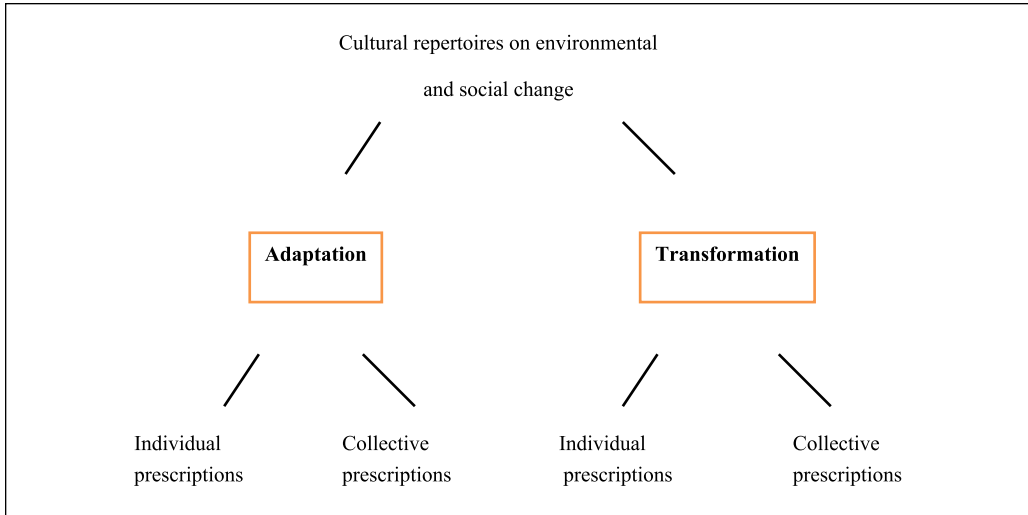 Cultural repertoires on environmental
and social change
Adaptation
Transformation
Individual
prescriptions
Collective
prescriptions
Individual
prescriptions
Collective
prescriptions